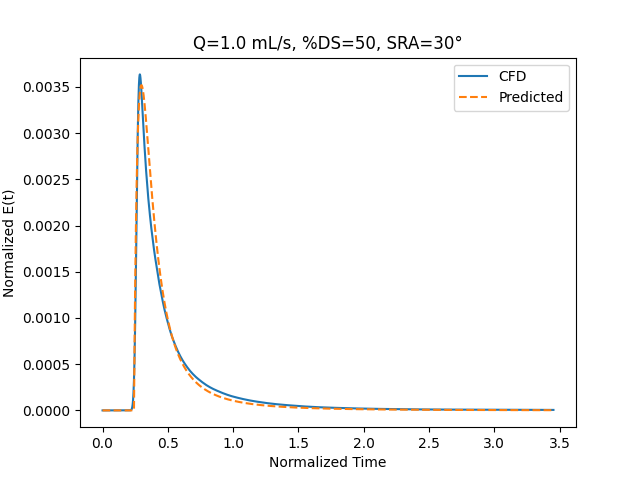 Q=1.0 mL/s, %DS=50, SRA=30°
CFD
Predicted
Normalized E(t)
0.0035
0.0030
0.0025
0.0020
0.0015
0.0010
0.0005
0.0000
0.0 0.5 1.0 1.5 2.0 2.5 3.0 3.5
Normalized Time